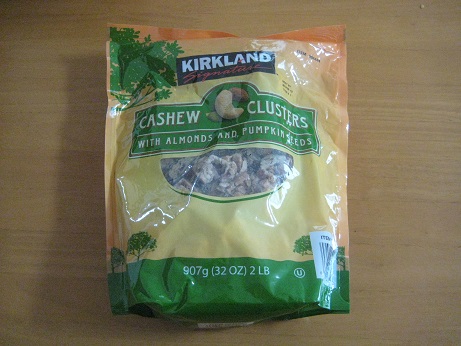 KIRKLAND
Signature
CASHEW CLUSTERS
WITH ALMONDS AND PUMPKIN SEEDS
907g (32 OZ) 2 LB
U